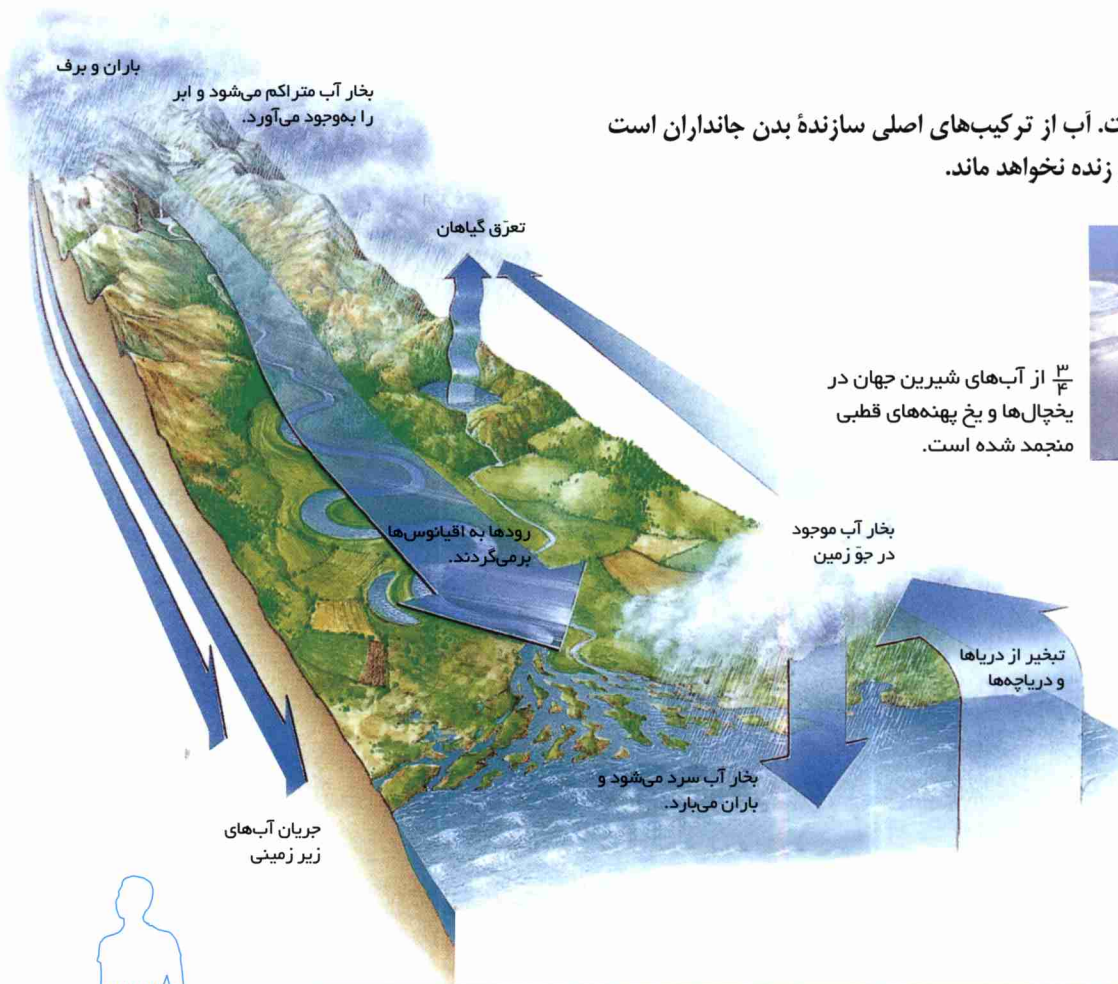 باران و برف
بخار آب متراکم می‌شود و ابر
را به‌وجود می‌آورد.
ت. آب از ترکیب‌های اصلی سازندهٔ بدن جانداران است
زنده نخواهد ماند.
تعرّق گیاهان
۳/۴ از آب‌های شیرین جهان در
یخچال‌ها و یخ پهنه‌های قطبی
منجمد شده است.
رودها به اقیانوس‌ها
برمی‌گردند.
بخار آب موجود
در جوّ زمین
تبخیر از دریاها
و دریاچه‌ها
بخار آب سرد می‌شود و
باران می‌بارد.
جریان آب‌های
زیر زمینی